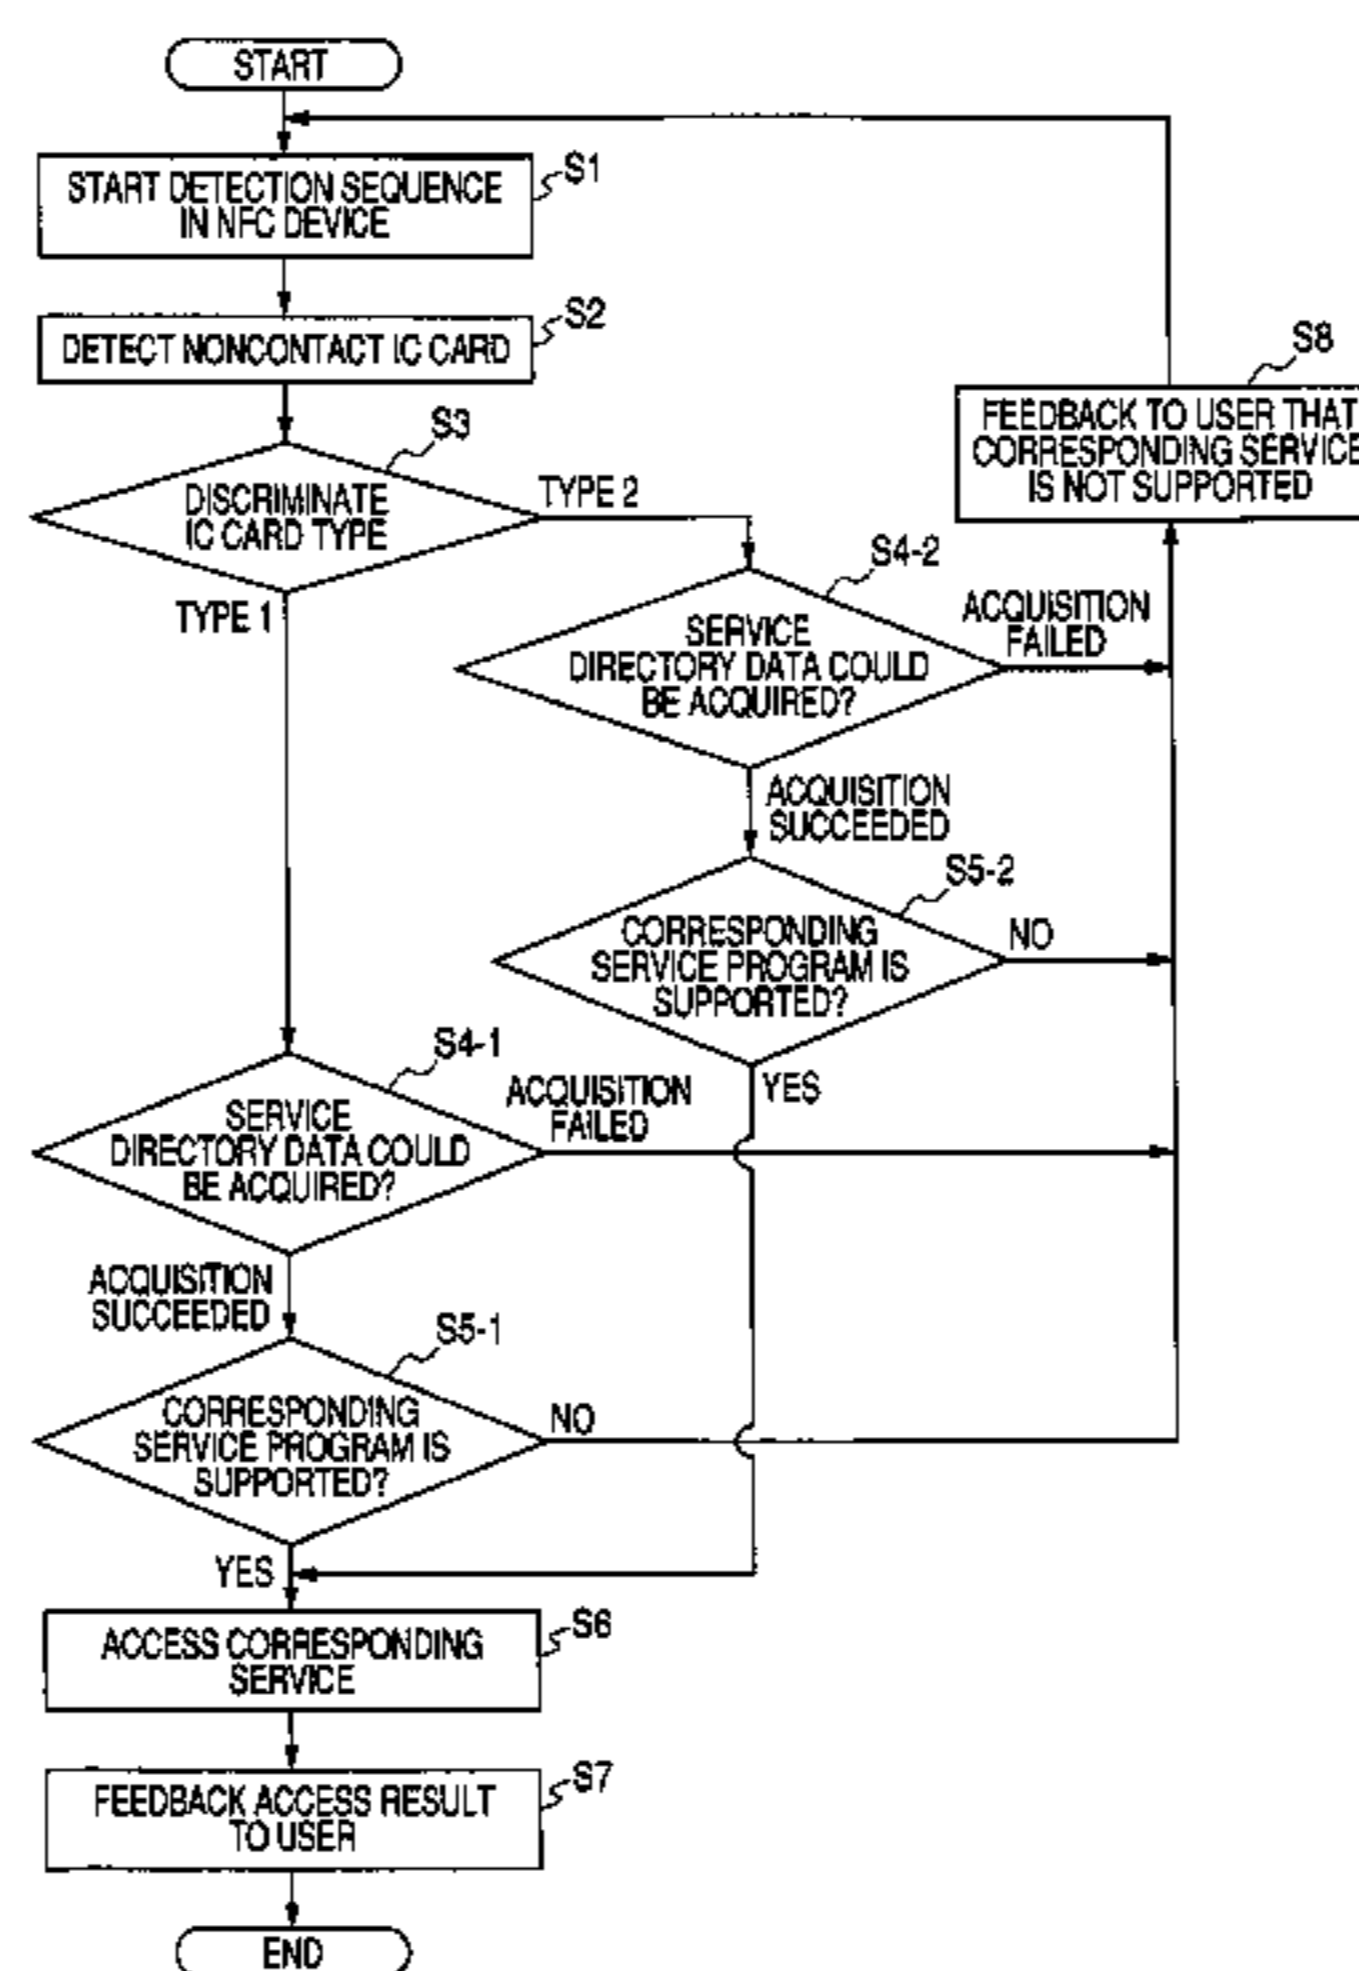 START
S1
START DETECTION SEQUENCE
IN NFC DEVICE
S2
DETECT NONCONTACT IC CARD
S8
FEEDBACK TO USER THAT
CORRESPONDING SERVICE
IS NOT SUPPORTED
S3
DISCRIMINATE
IC CARD TYPE
TYPE 2
TYPE 1
S4-2
SERVICE
DIRECTORY DATA COULD
BE ACQUIRED?
ACQUISITION
FAILED
ACQUISITION
SUCCEEDED
S5-2
CORRESPONDING
SERVICE PROGRAM IS
SUPPORTED?
NO
YES
S4-1
SERVICE
DIRECTORY DATA COULD
BE ACQUIRED?
ACQUISITION
FAILED
ACQUISITION
SUCCEEDED
S5-1
CORRESPONDING
SERVICE PROGRAM IS
SUPPORTED?
NO
YES
S6
ACCESS CORRESPONDING
SERVICE
S7
FEEDBACK ACCESS RESULT
TO USER
END